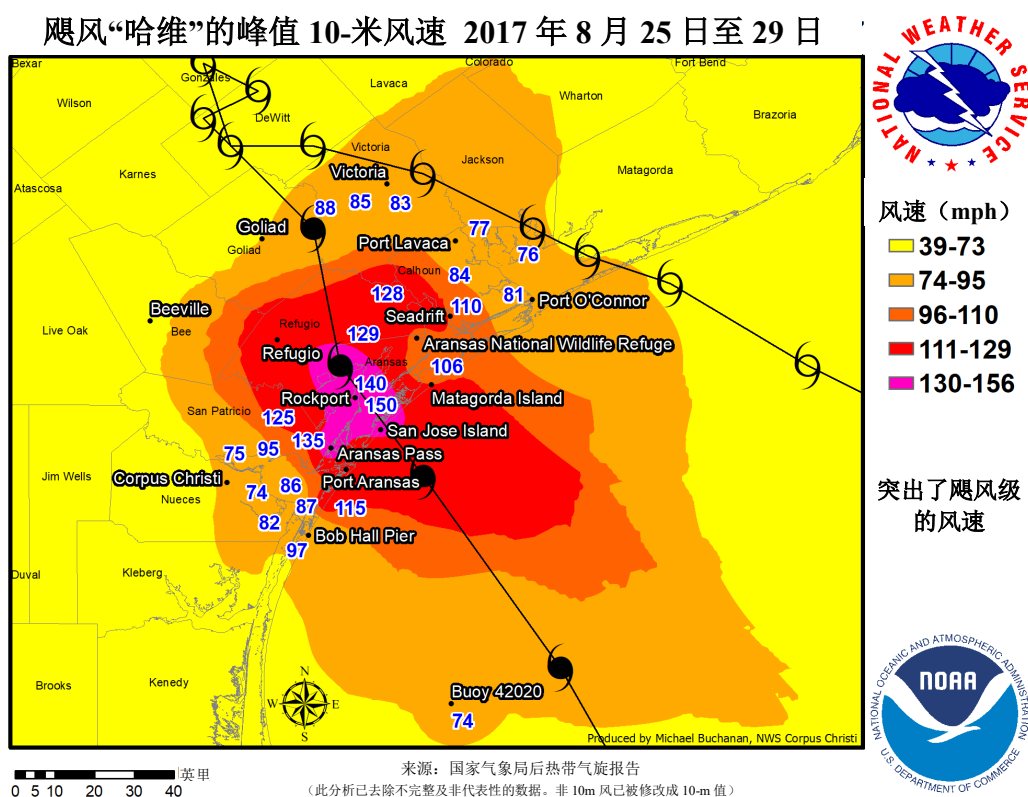 飓风“哈维”的峰值 10-米风速 2017 年 8 月 25 日至 29 日
Bexar
Gonzales
Colorado
Fort Bend
Lavaca
Wilson
Wharton
DeWitt
Brazoria
Victoria
Jackson
Karnes
Victoria
Matagorda
Atascosa
88
85
83
Goliad
77
Port Lavaca
Goliad
76
Calhoun
84
128
81
Port O'Connor
110
Beeville
Seadrift
Live Oak
Bee
Refugio
129
Aransas National Wildlife Refuge
Refugio
Aransas
106
140
Rockport
150
Matagorda Island
San Patricio
125
San Jose Island
135
95
75
Aransas Pass
Jim Wells
Corpus Christi
Port Aransas
74
86
Nueces
87
115
82
Bob Hall Pier
97
Duval
Kleberg
Brooks
Kenedy
N
W
E
S
Buoy 42020
74
Produced by Michael Buchanan, NWS Corpus Christi
NATIONAL WEATHER SERVICE
风速（mph）
39-73
74-95
96-110
111-129
130-156
突出了飓风级
的风速
NATIONAL OCEANIC AND ATMOSPHERIC ADMINISTRATION
NOAA
U.S. DEPARTMENT OF COMMERCE
英里
0 5 10 20 30 40
来源：国家气象局后热带气旋报告
（此分析已去除不完整及非代表性的数据。非 10m 风已被修改成 10-m 值）